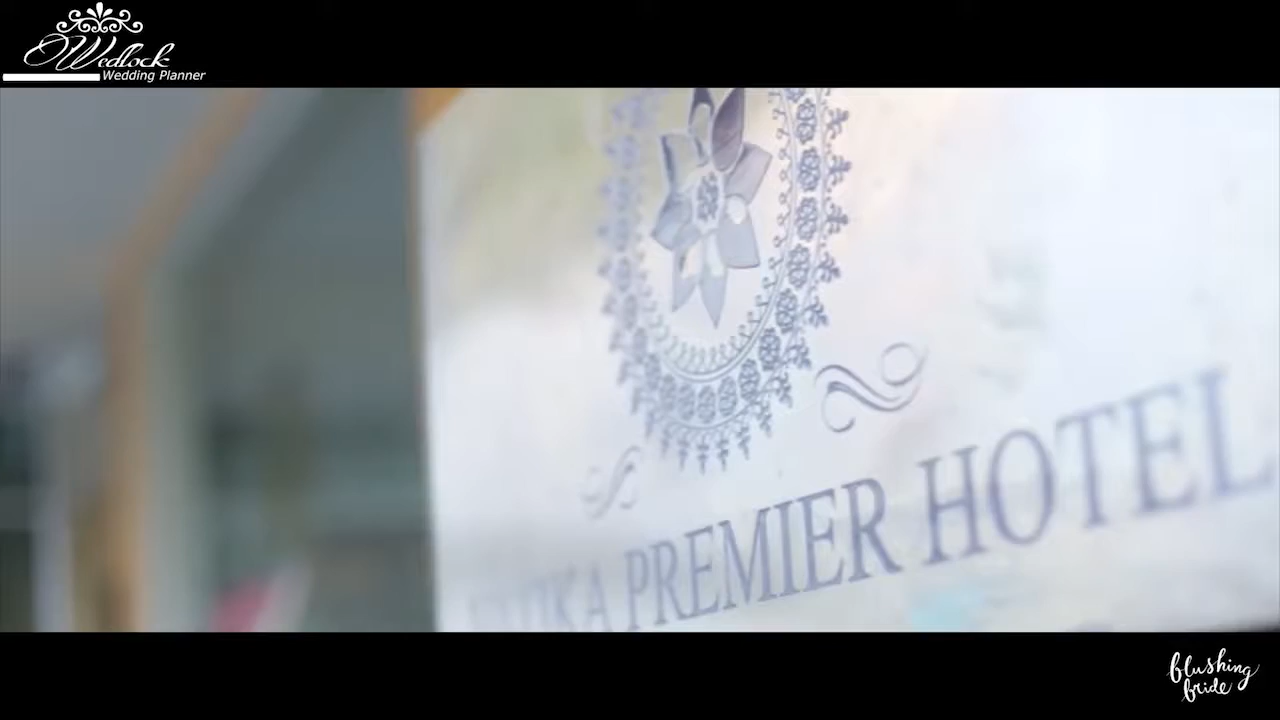 Wedlock
Wedding Planner
PREMIER HOTEL
blushing
bride